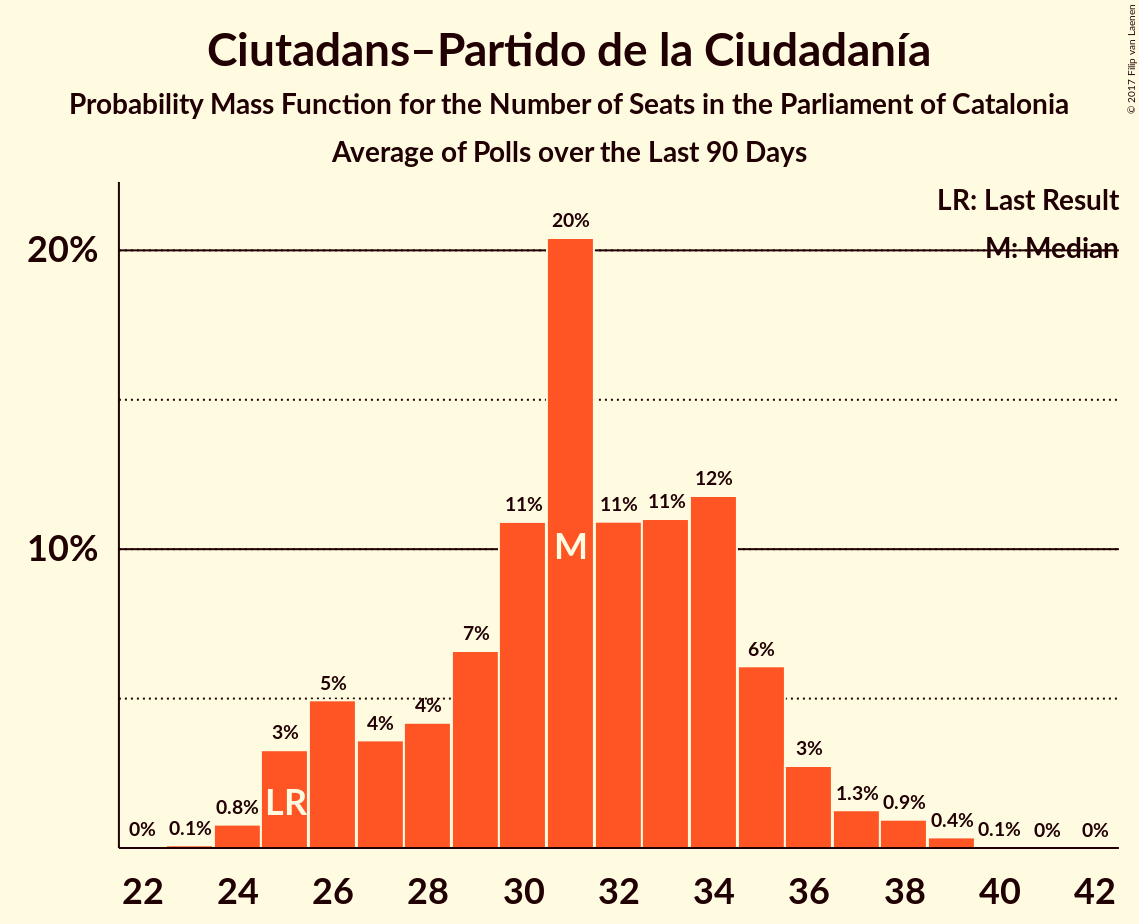 Ciutadans–Partido de la Ciudadanía
Probability Mass Function for the Number of Seats in the Parliament of Catalonia
Average of Polls over the Last 90 Days
© 2017 Filip van Laenen
LR: Last Result
M: Median
20%
10%
0%
0.1%
0.8%
3%
5%
4%
4%
7%
11%
20%
11%
11%
12%
6%
3%
1.3%
0.9%
0.4%
0.1%
0%
0%
LR
M
22 24 26 28 30 32 34 36 38 40 42